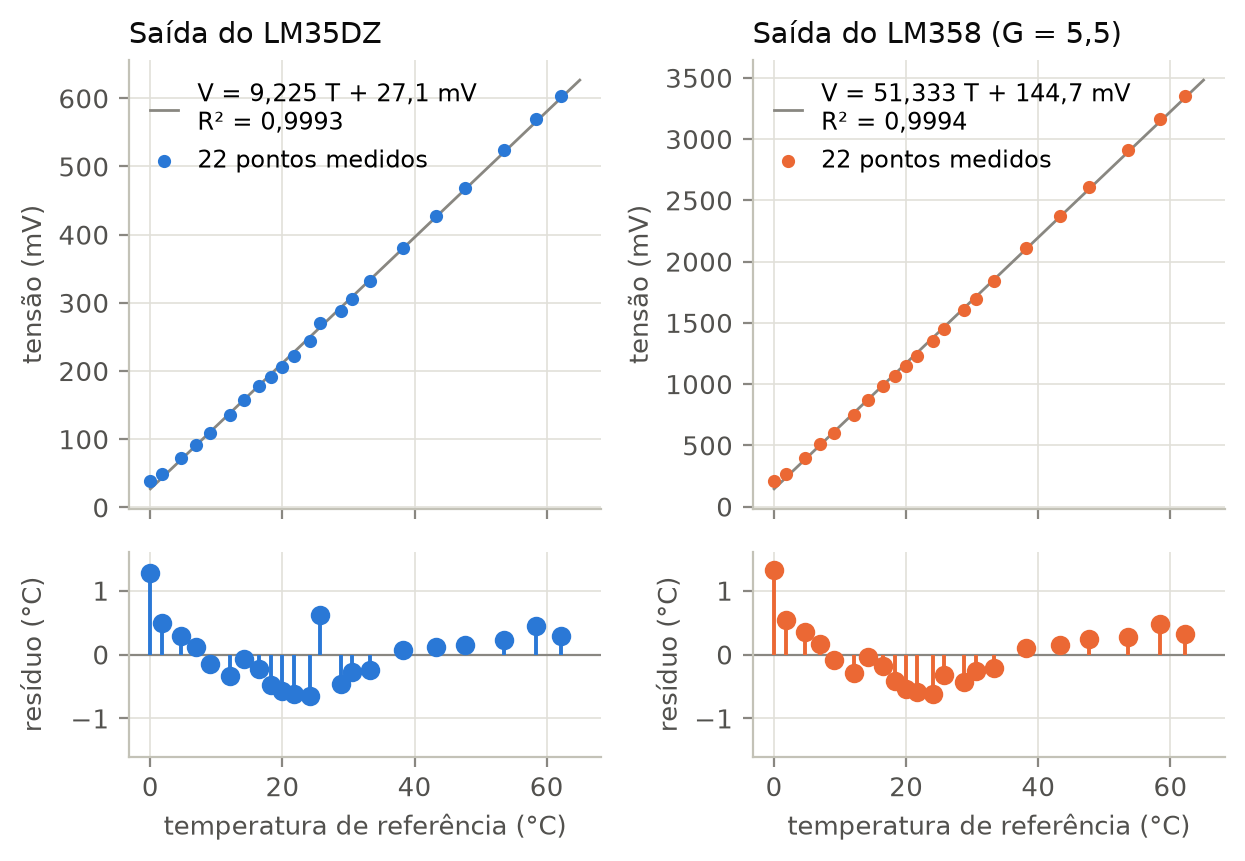 Saída do LM35DZ
V = 9,225 T + 27,1 mV
R² = 0,9993
22 pontos medidos
tensão (mV)
600
500
400
300
200
100
0
resíduo (°C)
1
0
−1
0 20 40 60
temperatura de referência (°C)
Saída do LM358 (G = 5,5)
V = 51,333 T + 144,7 mV
R² = 0,9994
22 pontos medidos
tensão (mV)
3500
3000
2500
2000
1500
1000
500
0
resíduo (°C)
1
0
−1
0 20 40 60
temperatura de referência (°C)